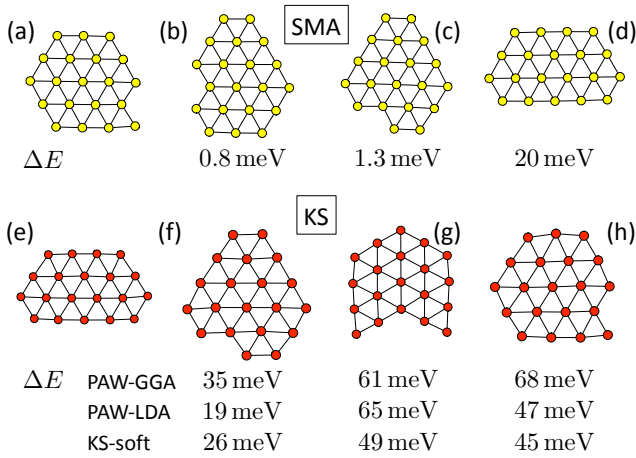 (a) (b) SMA (c) (d)
ΔE 0.8 meV 1.3 meV 20 meV
KS
(e) (f) (g) (h)
ΔE PAW-GGA 35 meV 61 meV 68 meV
PAW-LDA 19 meV 65 meV 47 meV
KS-soft 26 meV 49 meV 45 meV